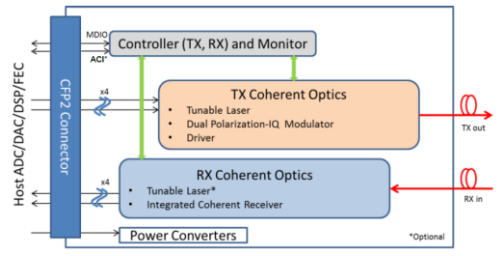 MDIO
ACI*
Controller (TX, RX) and Monitor
Host ADC/DAC/DSP/FEC
CFP2 Connector
x4
TX Coherent Optics
• Tunable Laser
• Dual Polarization-IQ Modulator
• Driver
TX out
x4
RX Coherent Optics
• Tunable Laser*
• Integrated Coherent Receiver
RX in
Power Converters
*Optional